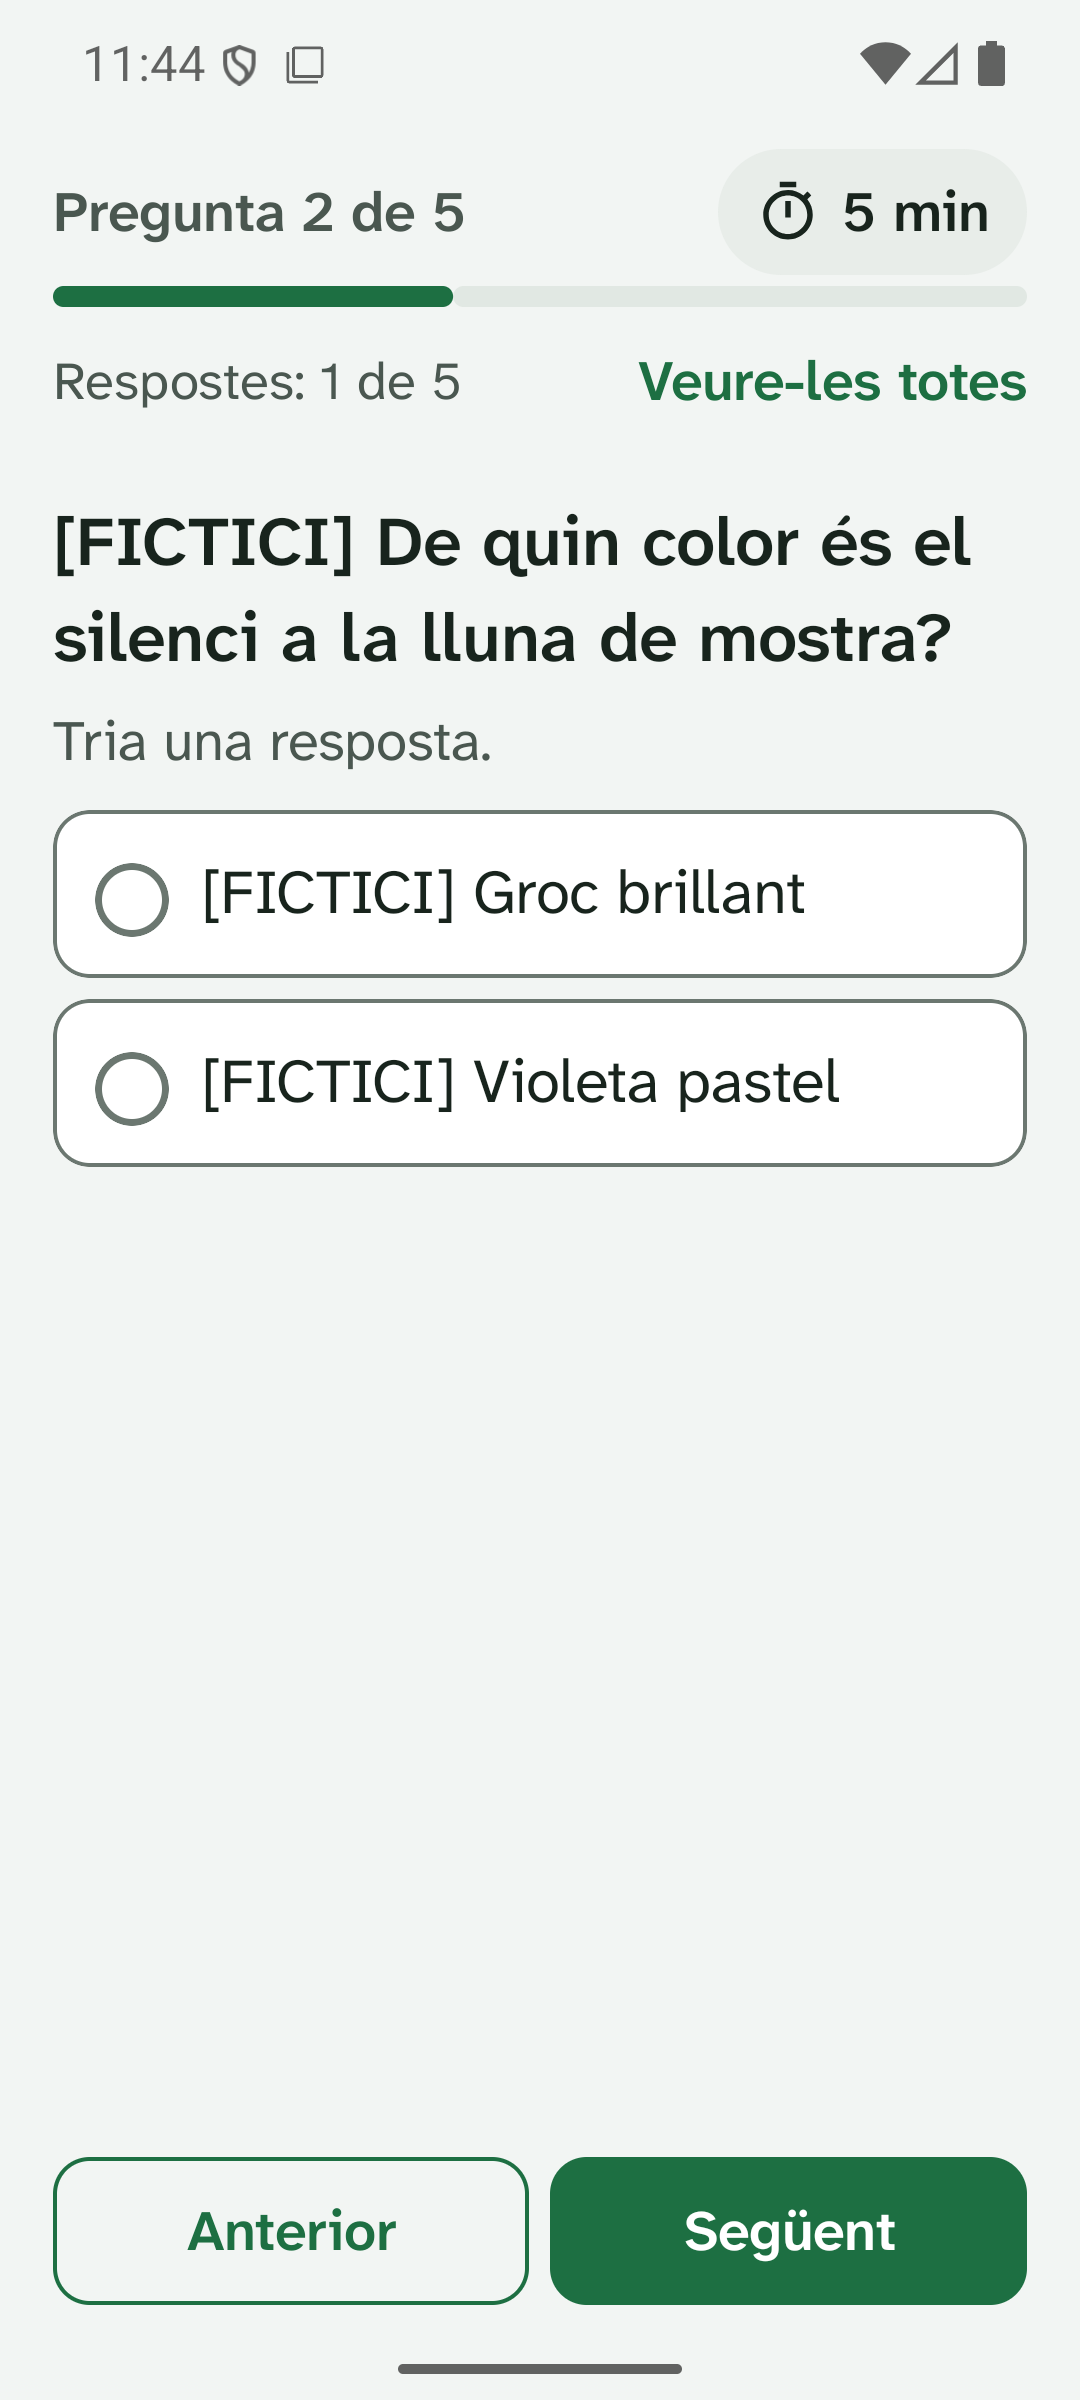 11:44
Pregunta 2 de 5
5 min
Respostes: 1 de 5
Veure-les totes
[FICTICI] De quin color és el
silenci a la lluna de mostra?
Tria una resposta.
[FICTICI] Groc brillant
[FICTICI] Violeta pastel
Anterior
Següent